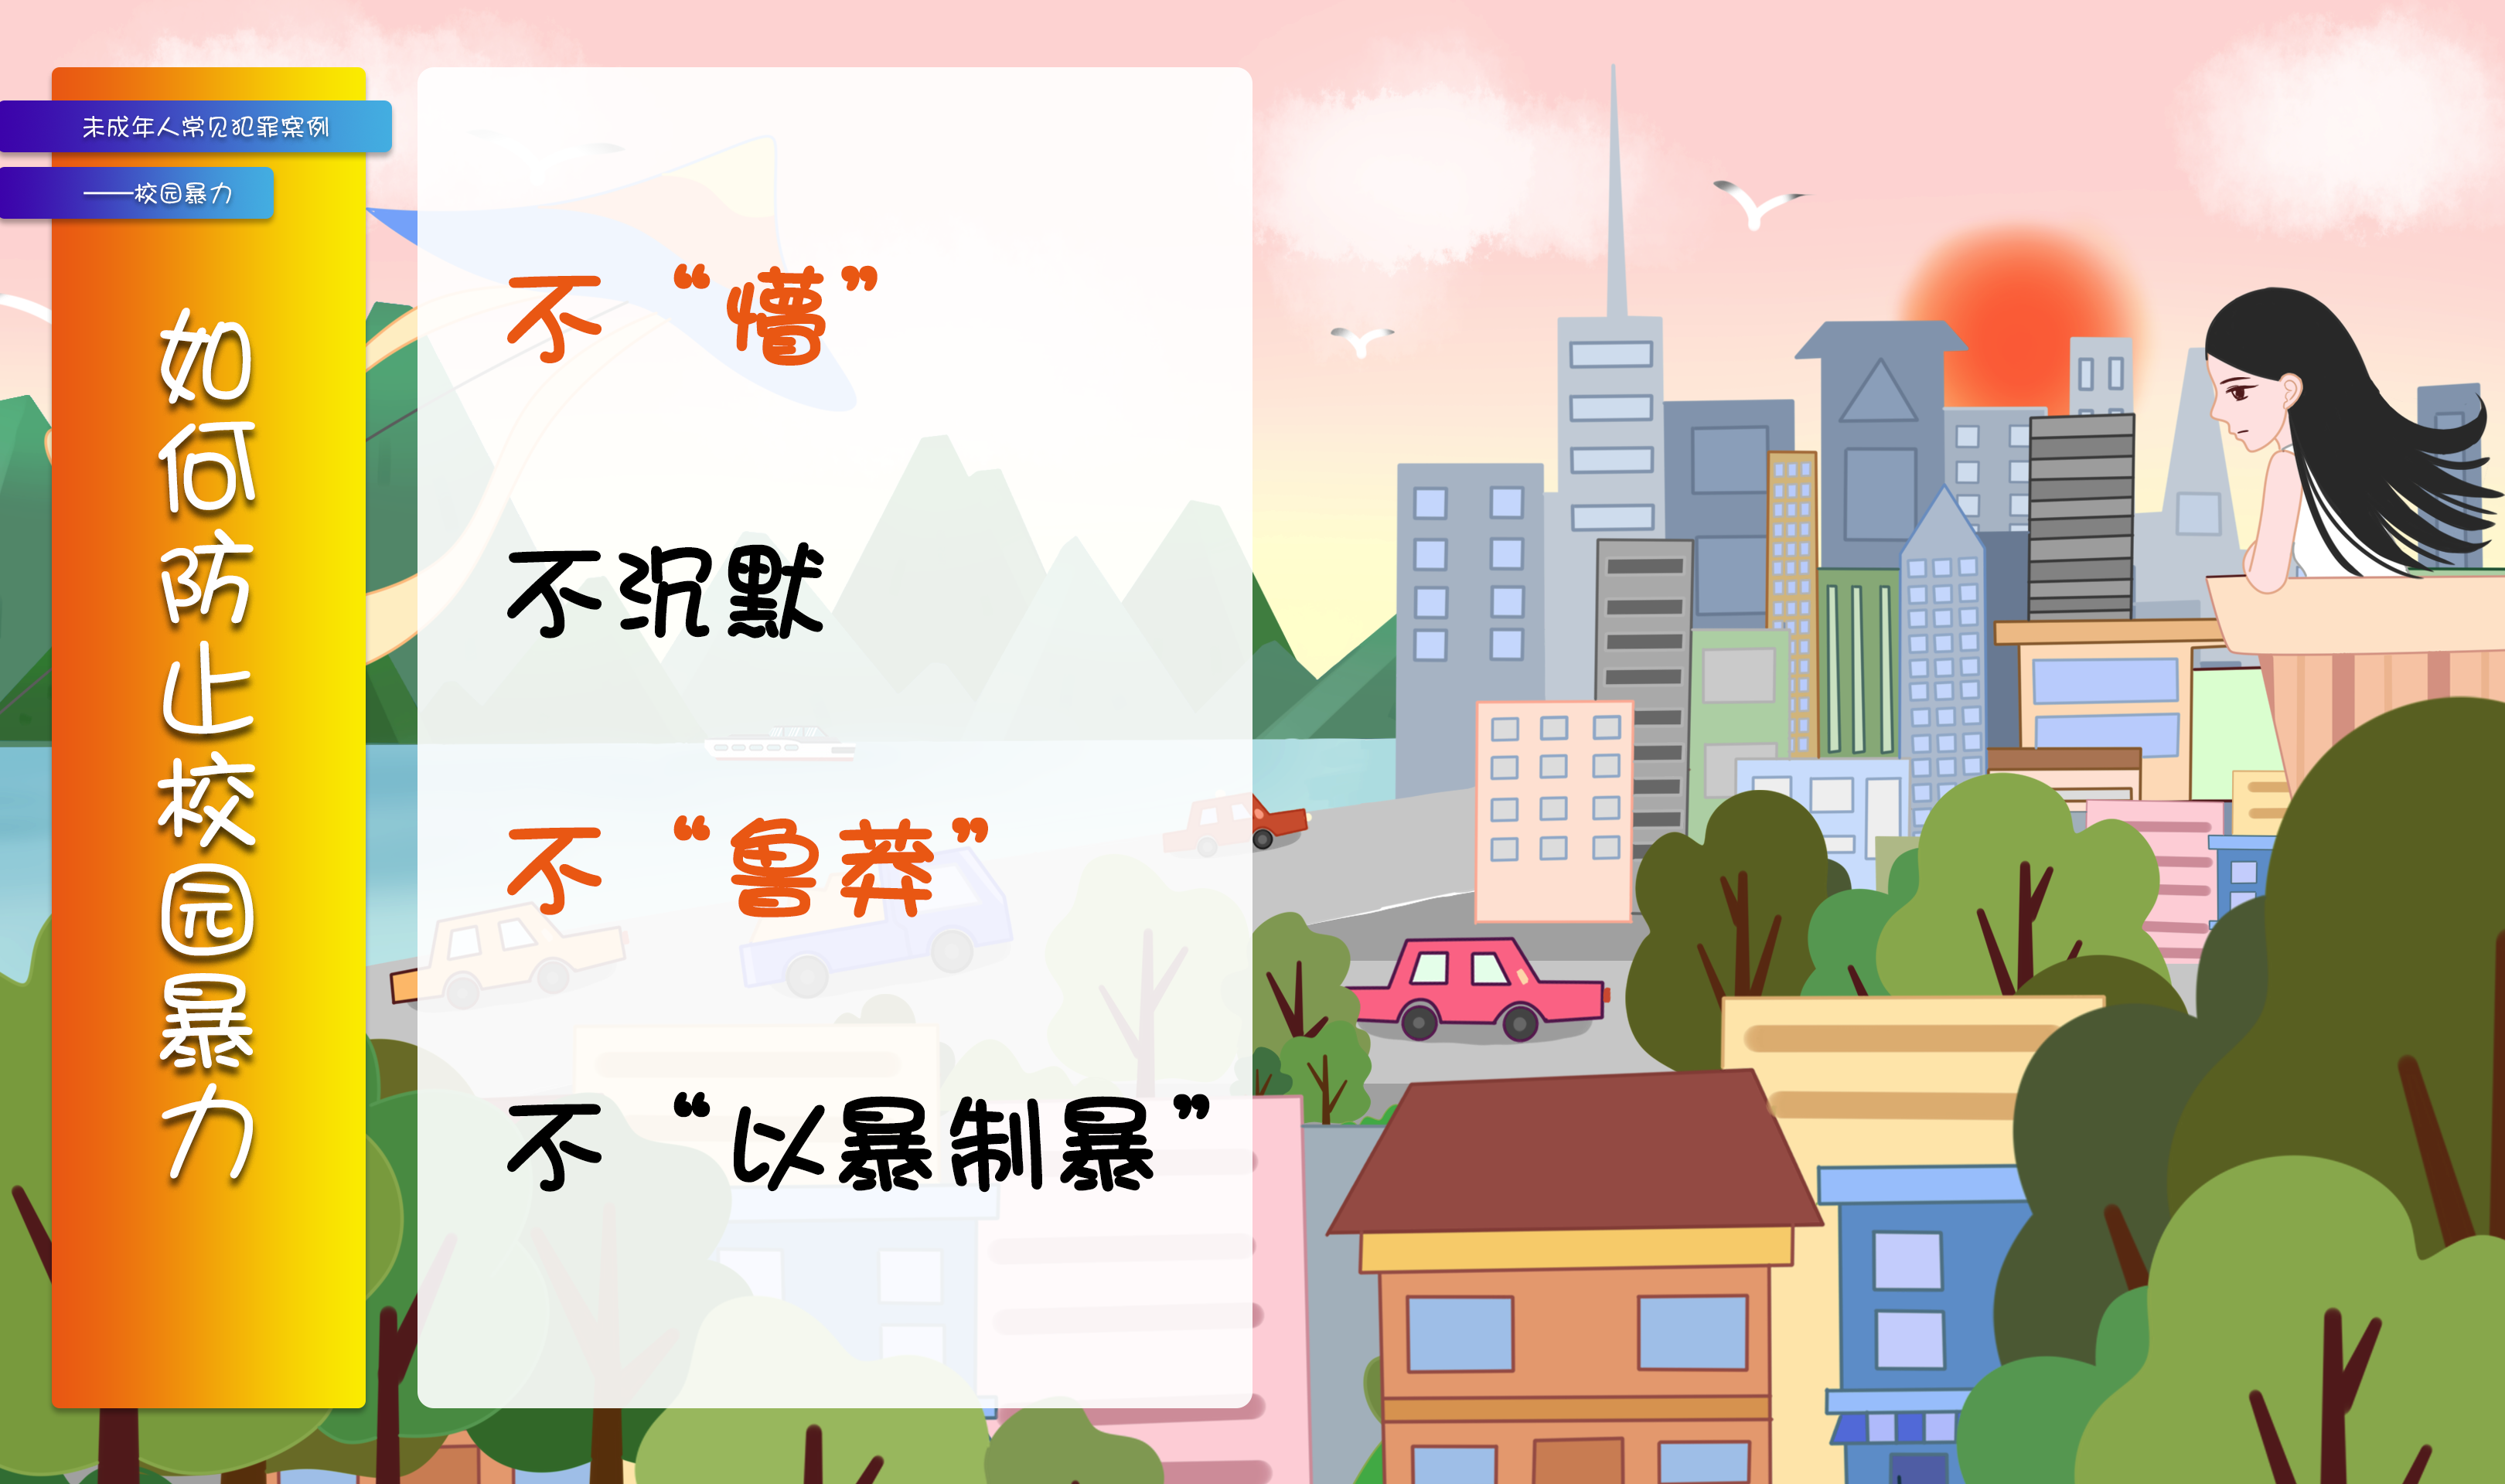 未成年人常见犯罪案例
——校园暴力
如何防止校园暴力
不“懵”
不沉默
不“鲁莽”
不“以暴制暴”